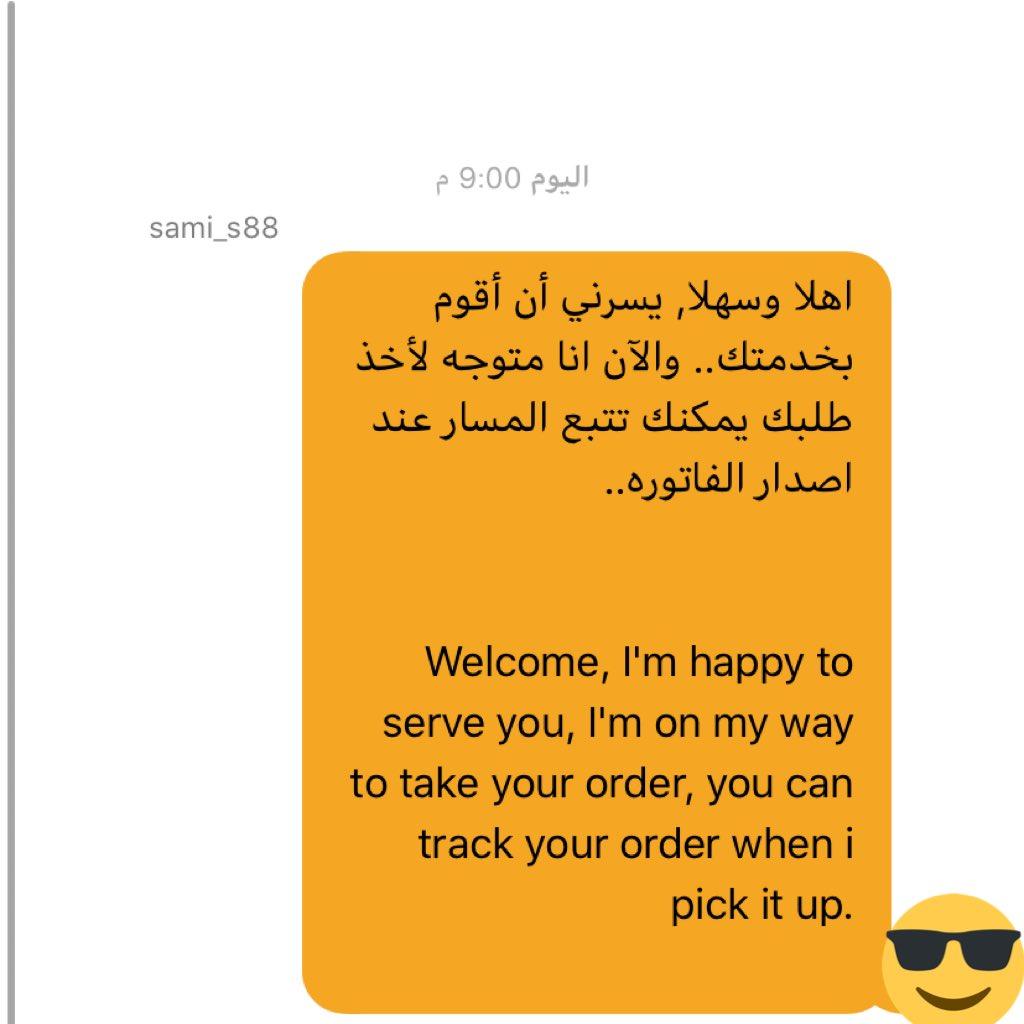 اليوم 9:00 م
sami_s88
اهلا وسهلا, يسرني أن أقوم
بخدمتك.. والآن انا متوجه لأخذ
طلبك يمكنك تتبع المسار عند
اصدار الفاتوره..
Welcome, I'm happy to
serve you, I'm on my way
to take your order, you can
track your order when i
pick it up.